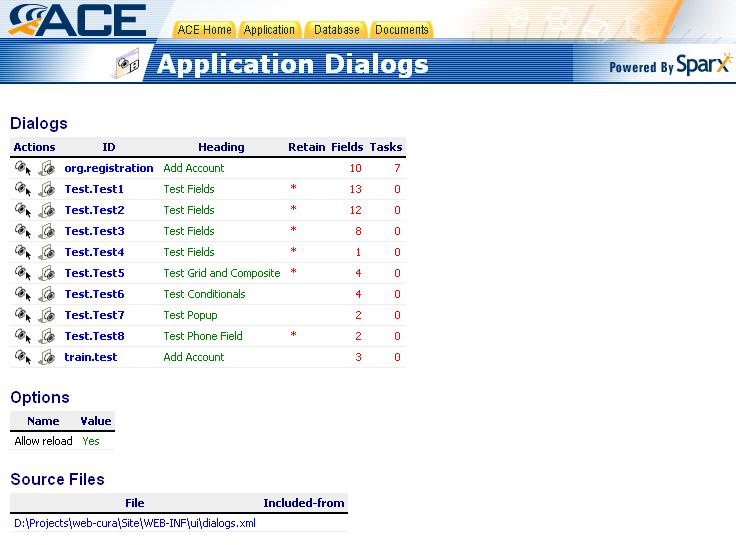 ACE
ACE Home Application Database Documents
Application Dialogs
Powered By Sparx
Dialogs
Actions ID Heading Retain Fields Tasks
org.registration Add Account 10 7
Test.Test1 Test Fields * 13 0
Test.Test2 Test Fields * 12 0
Test.Test3 Test Fields * 8 0
Test.Test4 Test Fields * 1 0
Test.Test5 Test Grid and Composite * 4 0
Test.Test6 Test Conditionals 4 0
Test.Test7 Test Popup 2 0
Test.Test8 Test Phone Field * 2 0
train.test Add Account 3 0
Options
Name Value
Allow reload Yes
Source Files
File Included-from
D:\Projects\web-cura\Site\WEB-INF\ui\dialogs.xml